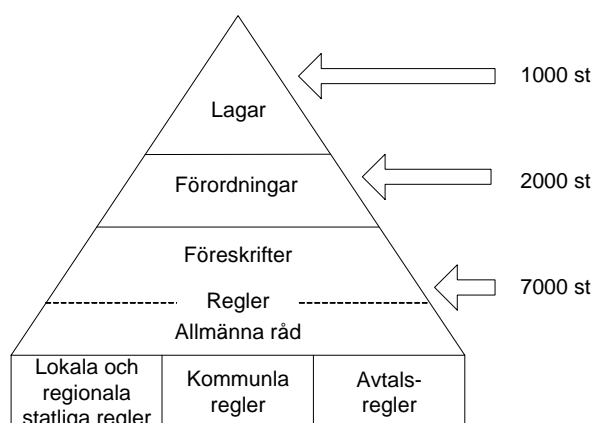 Lagar
1000 st
Förordningar
2000 st
Föreskrifter
Regler
7000 st
Allmänna råd
Lokala och
regionala
statliga regler
Kommunla
regler
Avtals-
regler